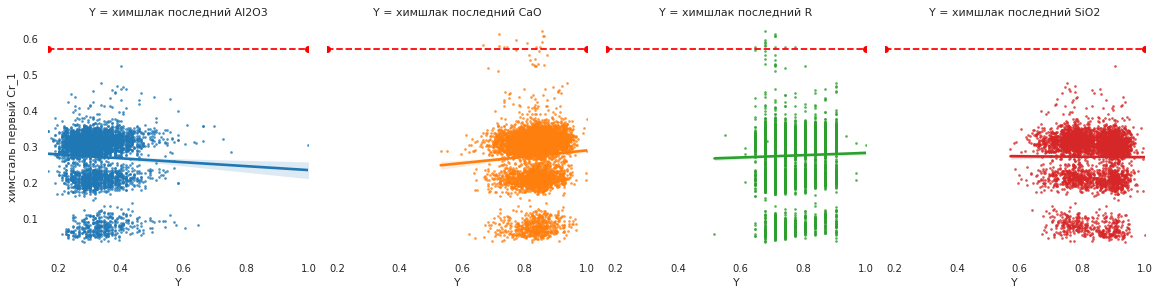 Y = химшлак последний Al2O3
Y = химшлак последний CaO
Y = химшлак последний R
Y = химшлак последний SiO2
химсталь первый Cr_1
0.6
0.5
0.4
0.3
0.2
0.1
0.2 0.4 0.6 0.8 1.0
0.2 0.4 0.6 0.8 1.0
0.2 0.4 0.6 0.8 1.0
0.2 0.4 0.6 0.8 1.0
Y
Y
Y
Y